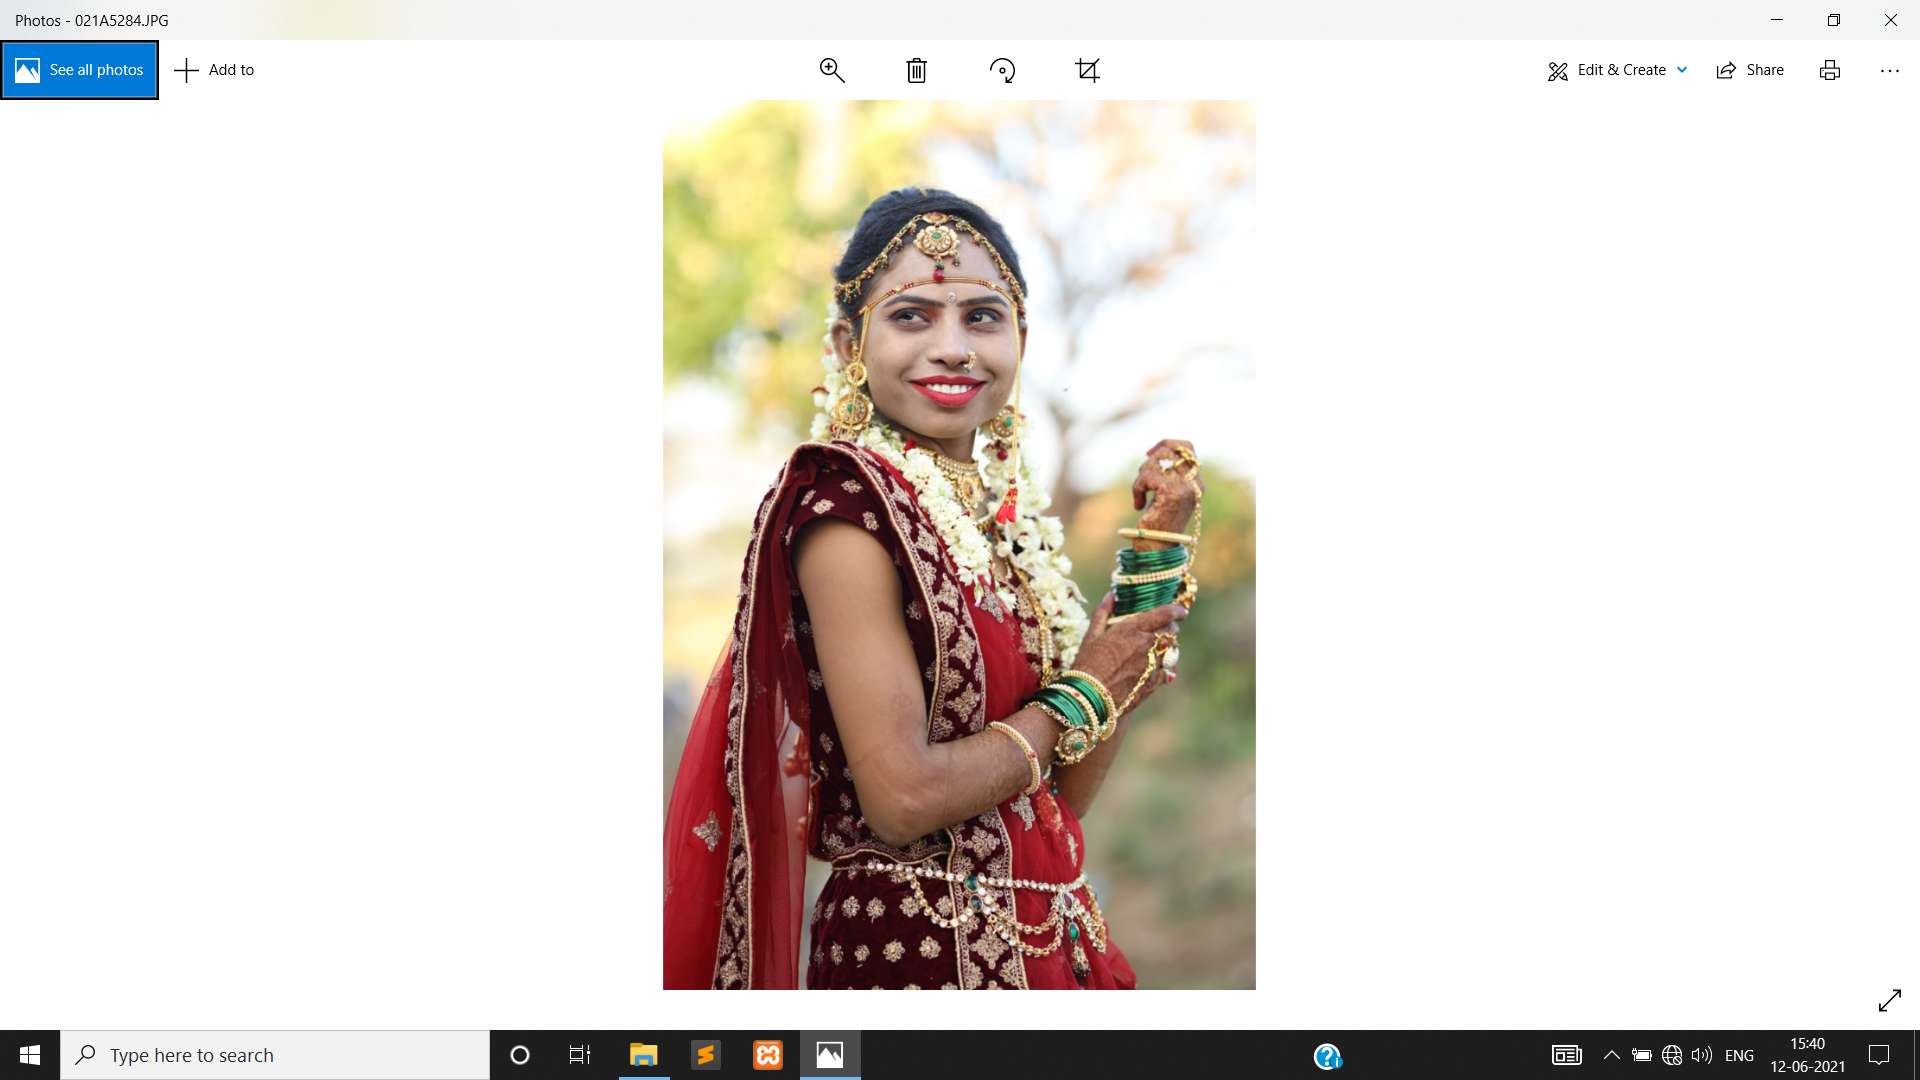 Photos - 021A5284.JPG
See all photos
Add to
Edit & Create
Share
Type here to search
ENG
15:40
12-06-2021